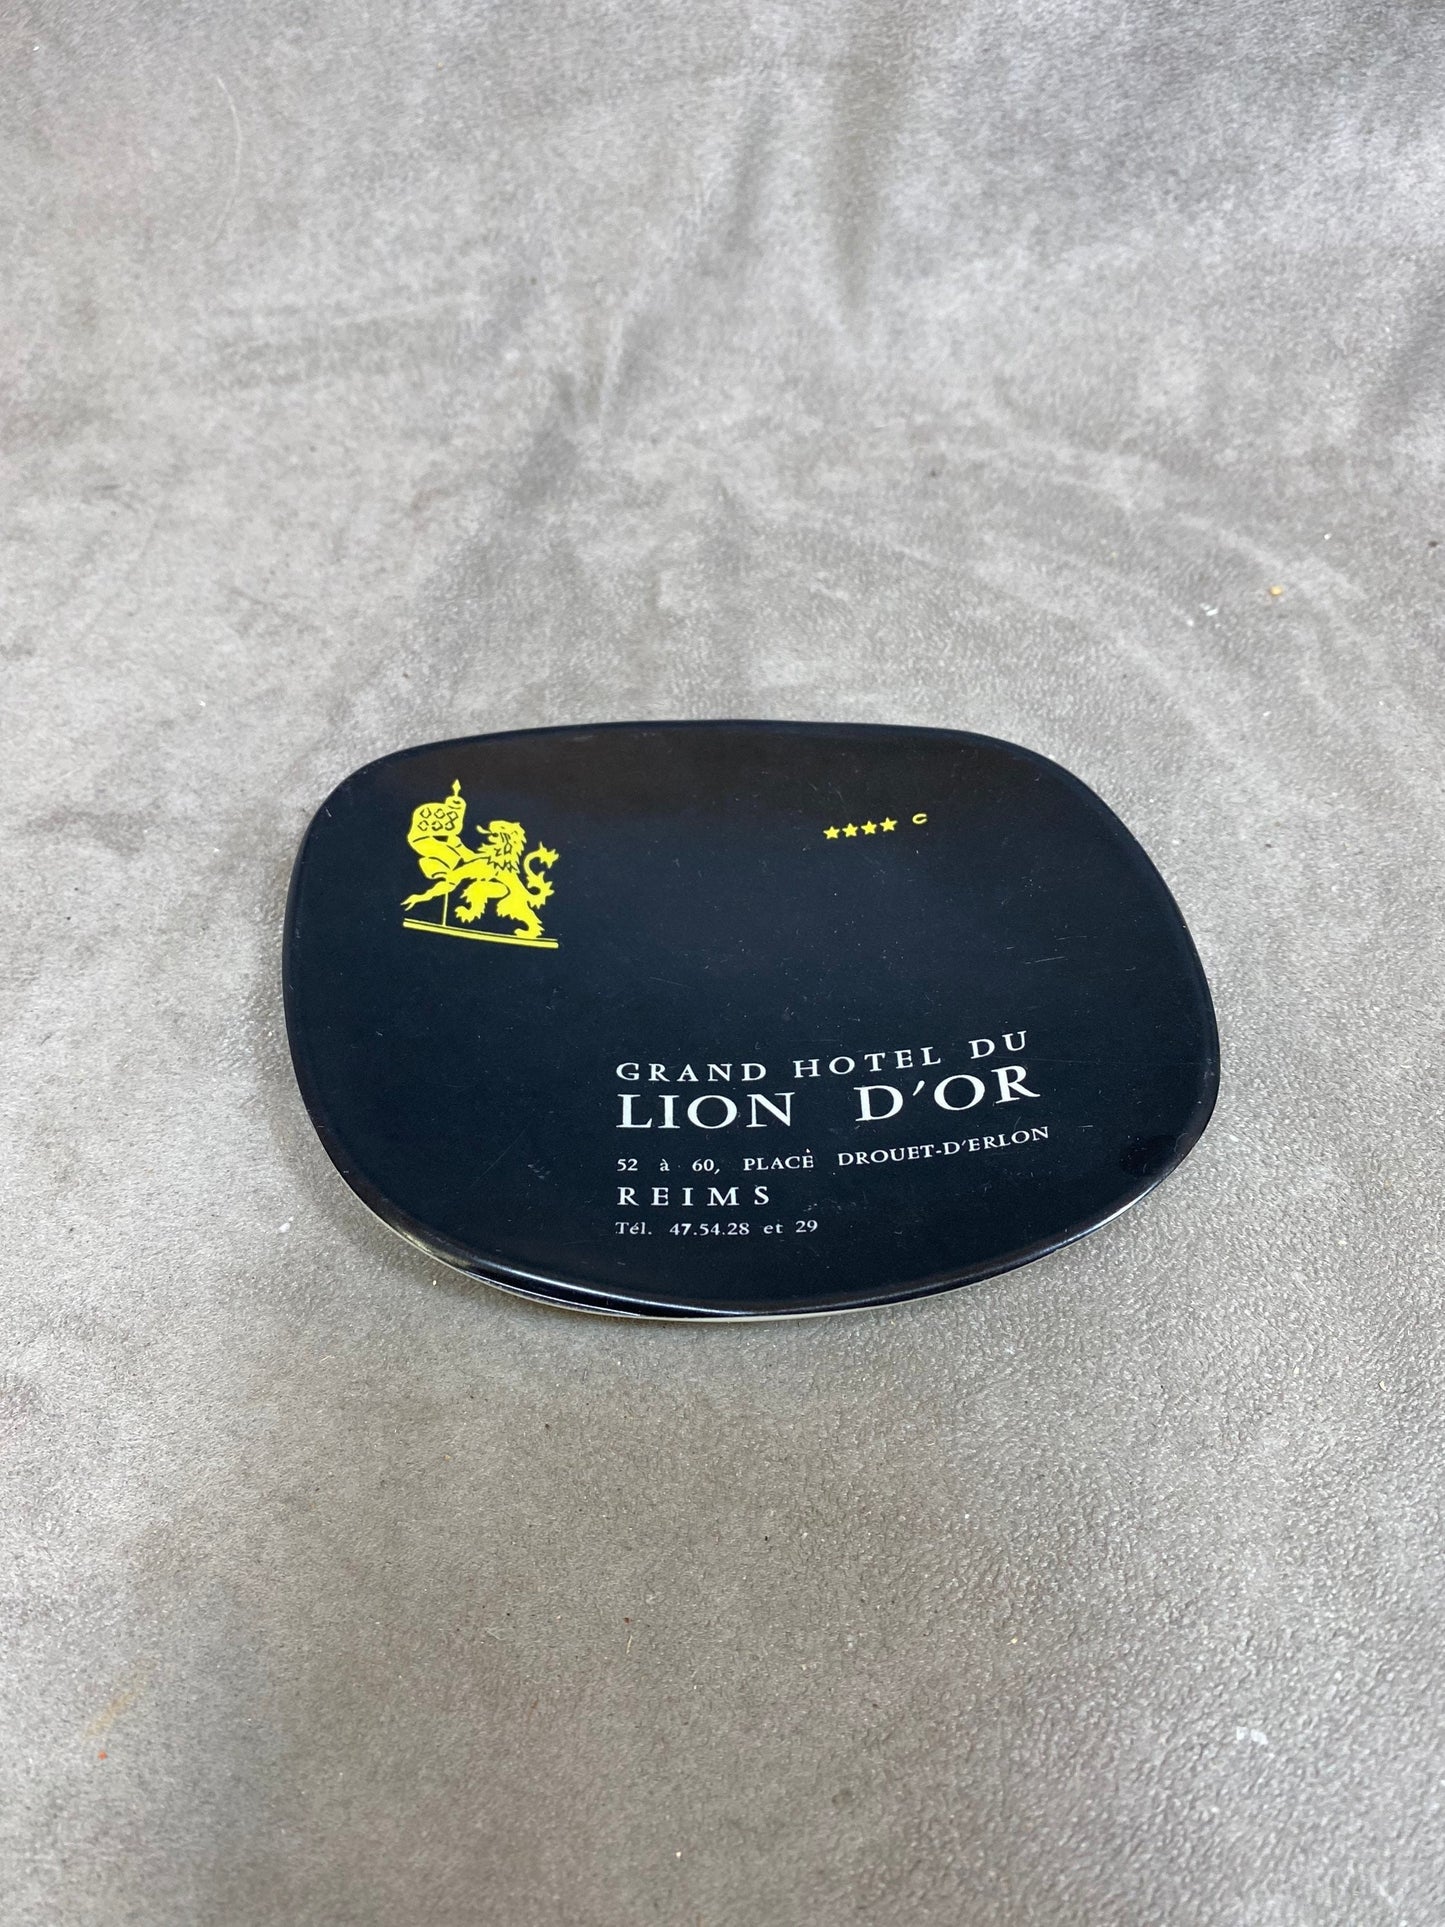 ★★★★ C
GRAND HOTEL DU
LION D'OR
52 à 60, PLACE DROUET-D'ERLON
REIMS
Tél. 47.54.28 et 29